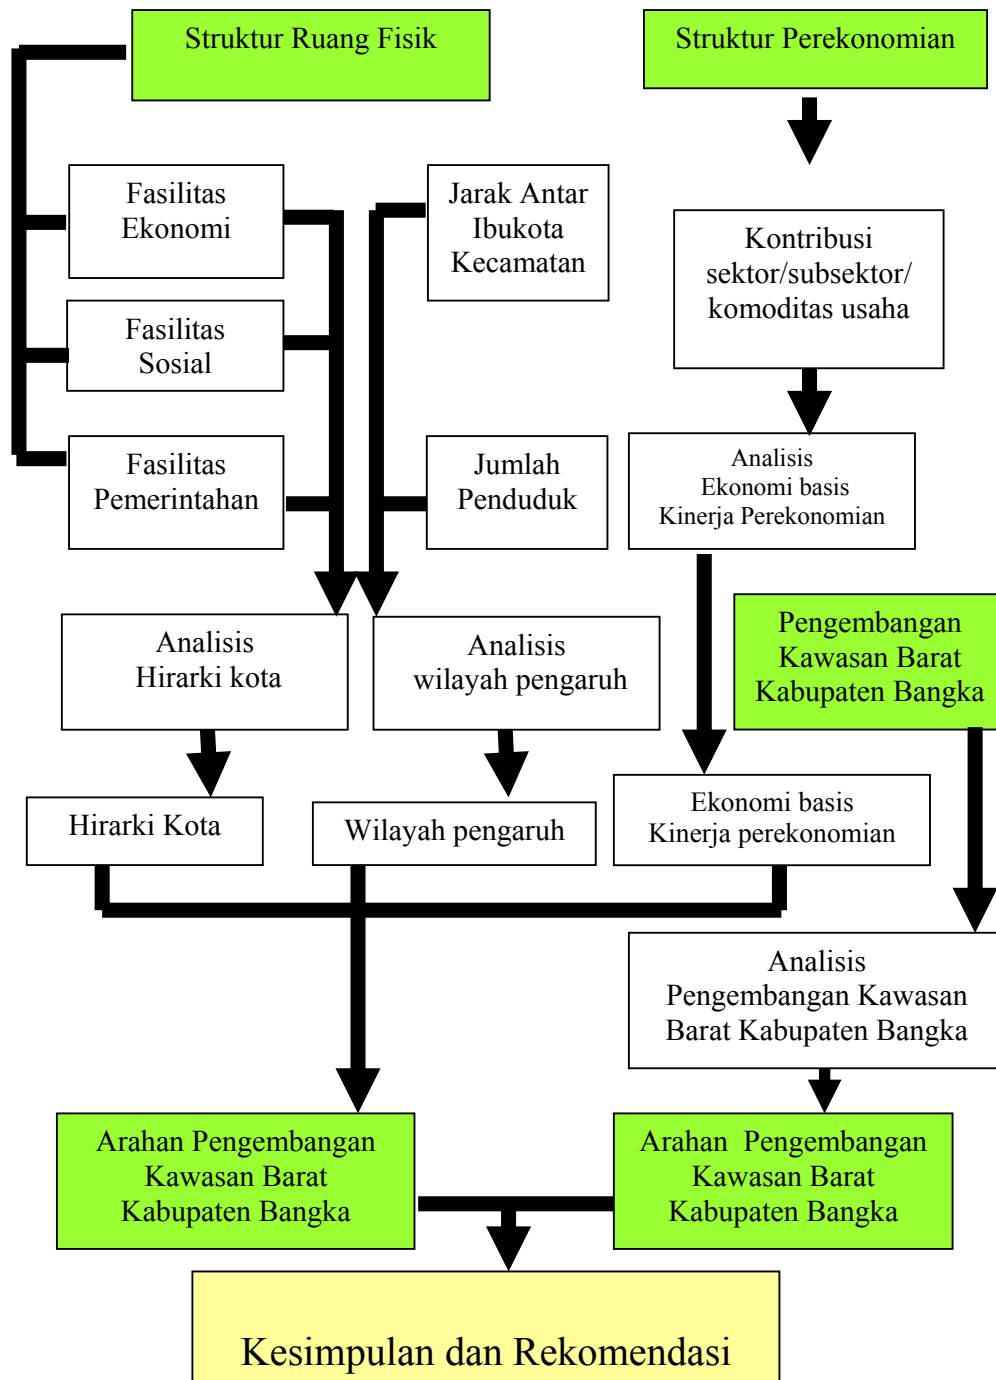 Struktur Ruang Fisik
Struktur Perekonomian
Fasilitas
Ekonomi
Jarak Antar
Ibukota
Kecamatan
Kontribusi
sektor/subsektor/
komoditas usaha
Fasilitas
Sosial
Fasilitas
Pemerintahan
Jumlah
Penduduk
Analisis
Ekonomi basis
Kinerja Perekonomian
Analisis
Hirarki kota
Analisis
wilayah pengaruh
Pengembangan
Kawasan Barat
Kabupaten Bangka
Hirarki Kota
Wilayah pengaruh
Ekonomi basis
Kinerja perekonomian
Analisis
Pengembangan Kawasan
Barat Kabupaten Bangka
Arahan Pengembangan
Kawasan Barat
Kabupaten Bangka
Arahan  Pengembangan
Kawasan Barat
Kabupaten Bangka
Kesimpulan dan Rekomendasi